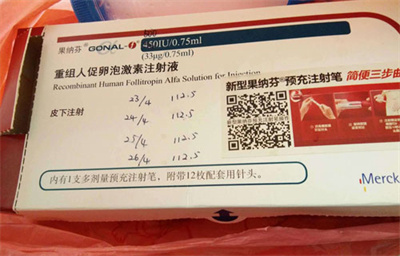 果纳芬® GONAL-f® 450IU/0.75ml
(33μg/0.75ml)
重组人促卵泡激素注射液
Recombinant Human Follitropin Alfa Solution for Injection
皮下注射
23/4 112.5
24/4 112.5
25/4 112.5
26/4 112.5
新型果纳芬® 预充注射笔 简便三步曲
内有1支多剂量预充注射笔，附带12枚配套用针头。
Merck